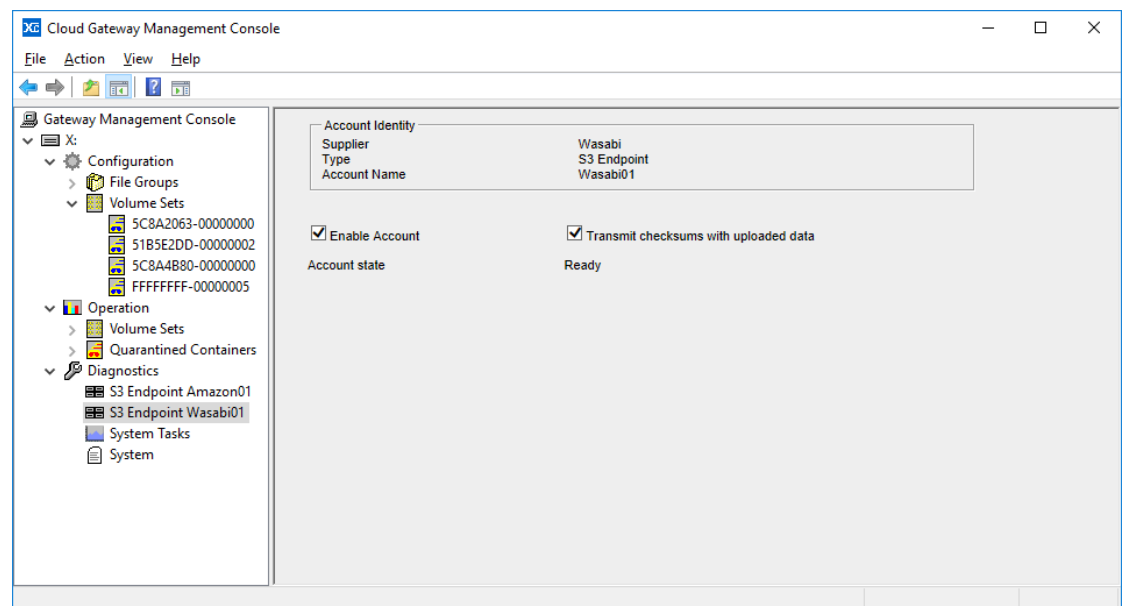 Cloud Gateway Management Console
File Action View Help
Gateway Management Console
X:
Configuration
File Groups
Volume Sets
5C8A2063-00000000
51B5E2DD-00000002
5C8A4B80-00000000
FFFFFFFF-00000005
Operation
Volume Sets
Quarantined Containers
Diagnostics
S3 Endpoint Amazon01
S3 Endpoint Wasabi01
System Tasks
System
Account Identity
Supplier Wasabi
Type S3 Endpoint
Account Name Wasabi01
Enable Account Transmit checksums with uploaded data
Account state Ready